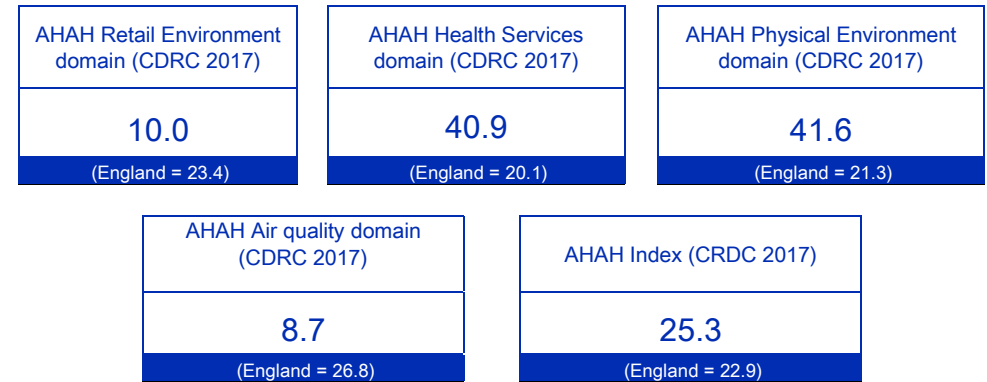 AHAH Retail Environment
domain (CDRC 2017)
10.0
(England = 23.4)
AHAH Health Services
domain (CDRC 2017)
40.9
(England = 20.1)
AHAH Physical Environment
domain (CDRC 2017)
41.6
(England = 21.3)
AHAH Air quality domain
(CDRC 2017)
8.7
(England = 26.8)
AHAH Index (CRDC 2017)
25.3
(England = 22.9)